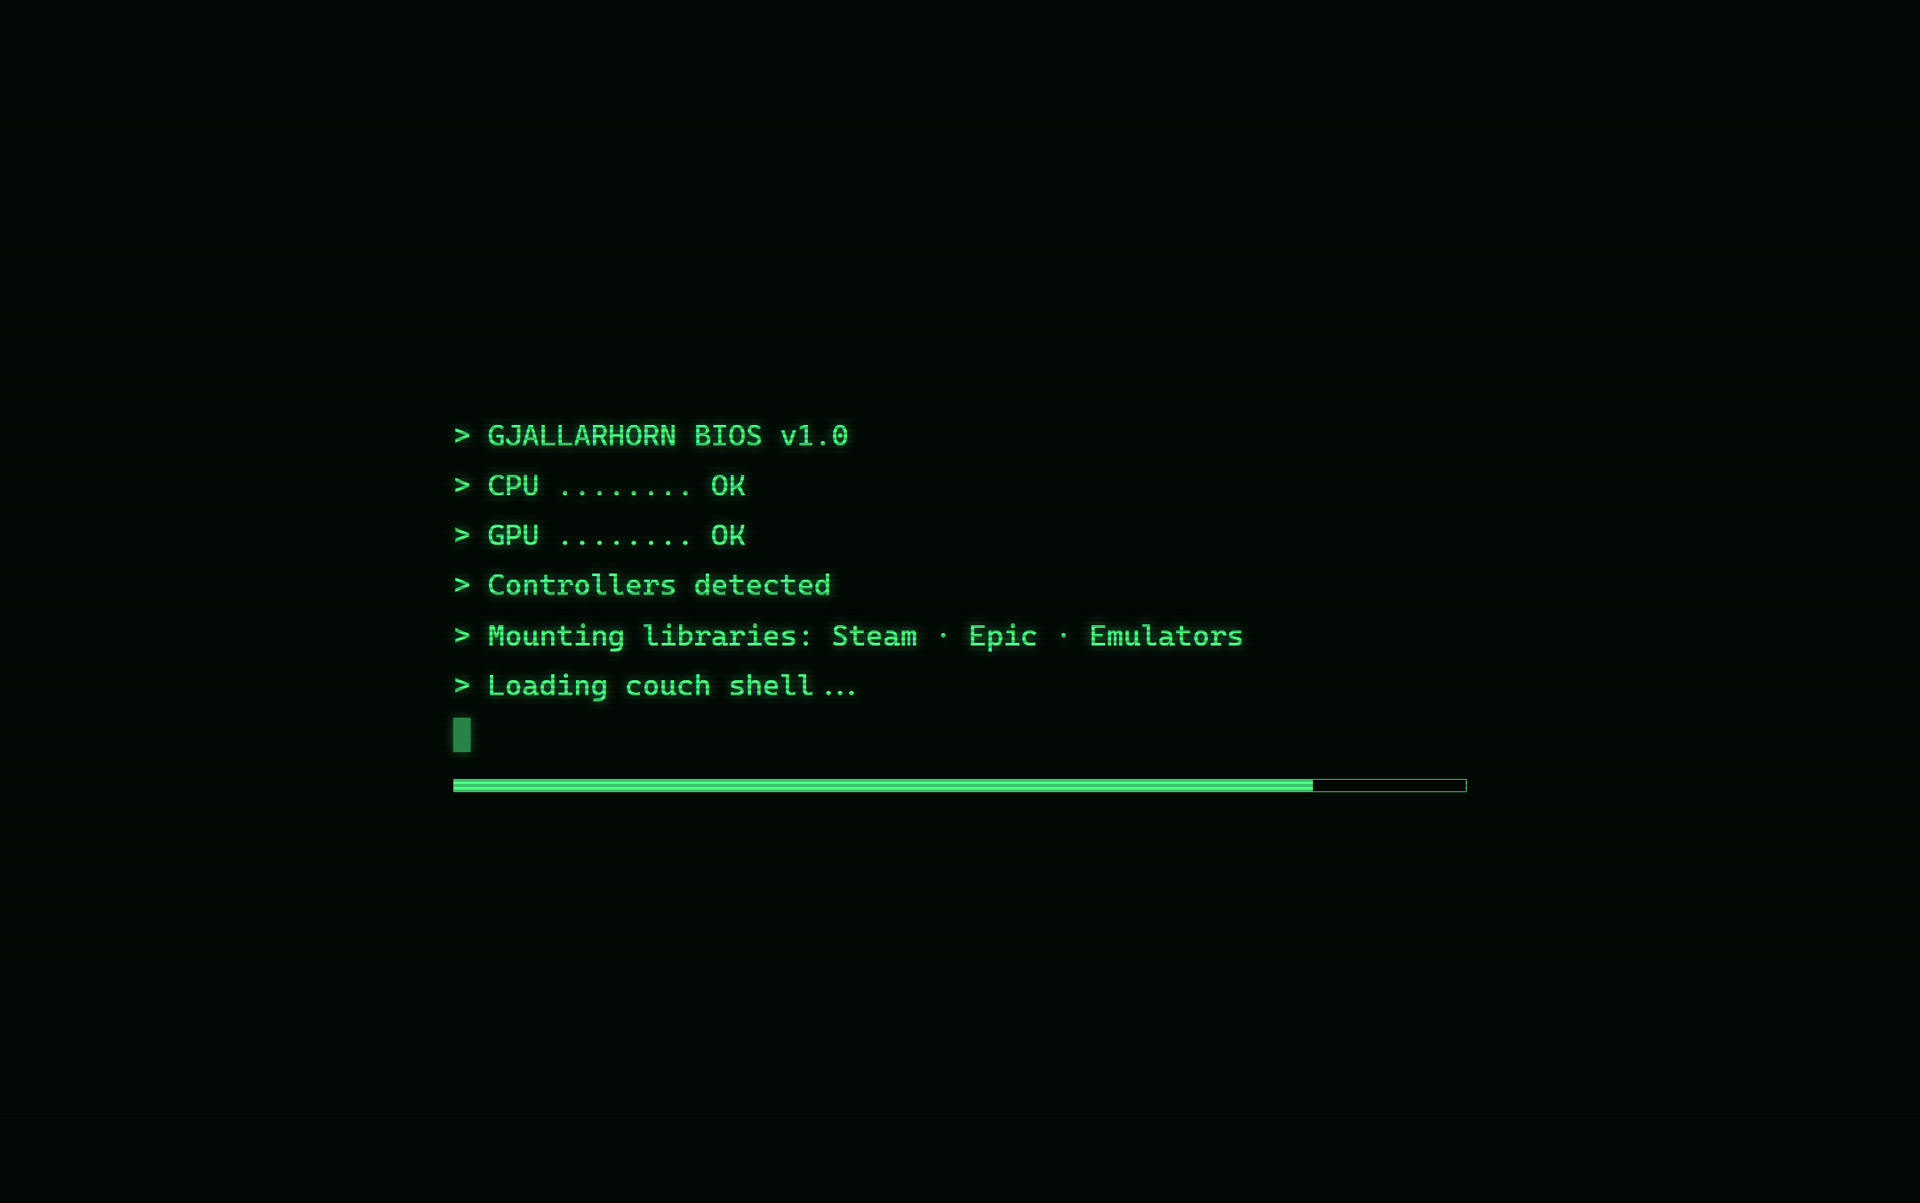 > GJALLARHORN BIOS v1.0
> CPU ........ OK
> GPU ........ OK
> Controllers detected
> Mounting libraries: Steam · Epic · Emulators
> Loading couch shell…